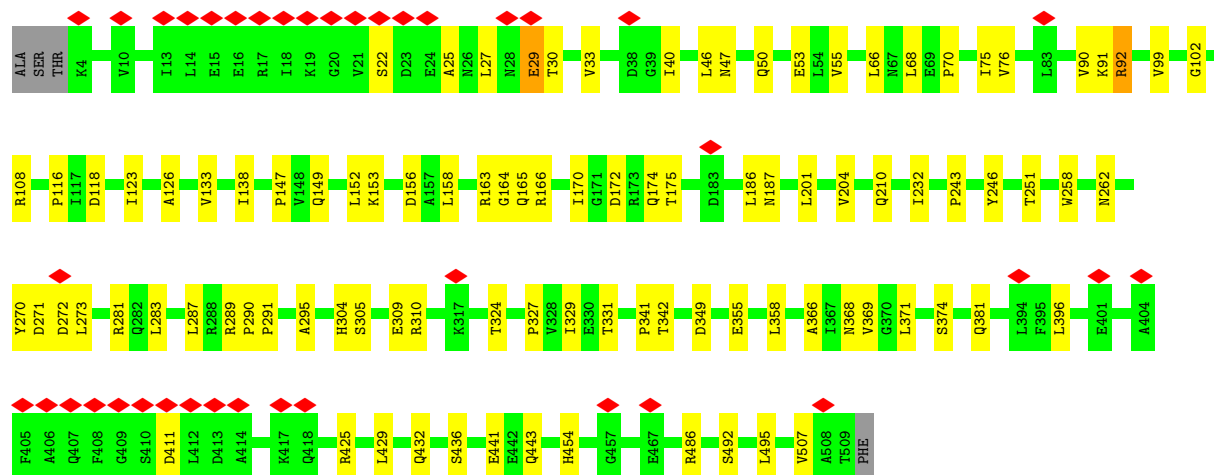 ALA SER THR K4 V10 I13 L14 E15 E16 R17 I18 K19 G20 V21 S22 D23 E24 A25 N26 L27 N28 E29 T30 V33 D38 G39 I40 L46 N47 Q50 E53 L54 V55 L66 N67 L68 E69 P70 I75 V76 L83 V90 K91 R92 V99 G102
R108 P116 I117 D118 I123 A126 V133 I138 P147 V148 Q149 L152 K153 D156 A157 L158 R163 G164 Q165 R166 I170 G171 D172 R173 Q174 T175 D183 L186 N187 L201 V204 Q210 I232 P243 Y246 T251 W258 N262
Y270 D271 D272 L273 R281 Q282 L283 L287 R288 R289 P290 P291 A295 H304 S305 E309 R310 K317 T324 P327 V328 I329 E330 T331 P341 T342 D349 E355 L358 A366 I367 N368 V369 G370 L371 S374 Q381 L394 F395 L396 E401 A404
F405 A406 Q407 F408 G409 S410 D411 L412 D413 A414 K417 Q418 R425 L429 Q432 S436 E441 E442 Q443 H454 G457 E467 R486 S492 L495 V507 A508 T509 PHE